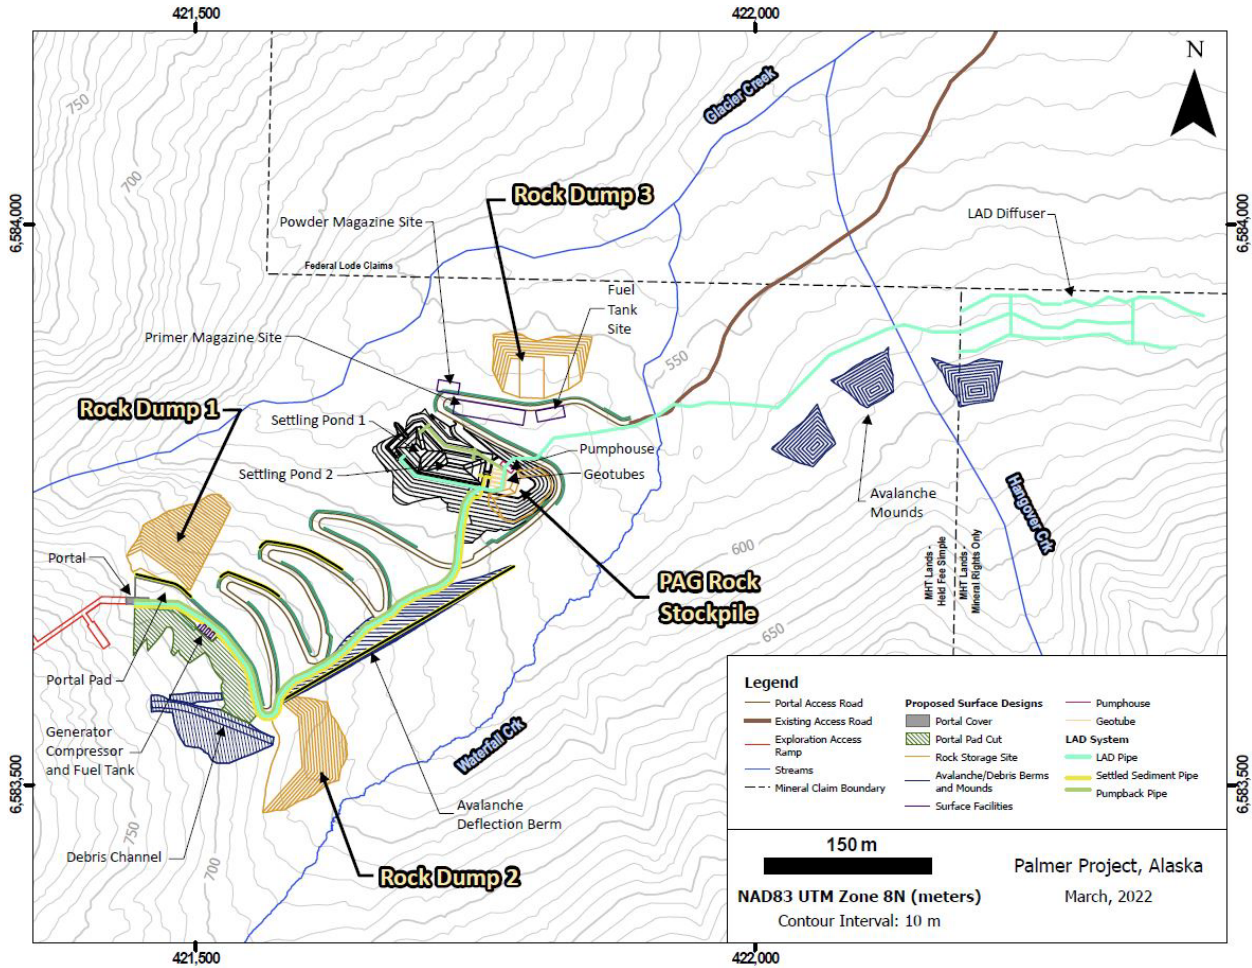 421,500
422,000
N
750
Glacier Creek
700
Rock Dump 3
Powder Magazine Site
LAD Diffuser
6,584,000
6,584,000
Federal Lode Claims
Fuel
Tank
Site
Primer Magazine Site
550
Rock Dump 1
Settling Pond 1
Pumphouse
Settling Pond 2
Geotubes
Avalanche
Mounds
Hangover Crk
Portal
600
MHT Lands -
Held Fee Simple
MHT Lands -
Mineral Rights Only
PAG Rock
Stockpile
650
Portal Pad
Generator
Compressor
and Fuel Tank
Waterfall Crk
6,583,500
6,583,500
Avalanche
Deflection Berm
750
Debris Channel
700
Rock Dump 2
Legend
Portal Access Road
Existing Access Road
Exploration Access
Ramp
Streams
Mineral Claim Boundary
Proposed Surface Designs
Portal Cover
Portal Pad Cut
Rock Storage Site
Avalanche/Debris Berms
and Mounds
Surface Facilities
Pumphouse
Geotube
LAD System
LAD Pipe
Settled Sediment Pipe
Pumpback Pipe
150 m
NAD83 UTM Zone 8N (meters)
Contour Interval: 10 m
Palmer Project, Alaska
March, 2022
421,500
422,000